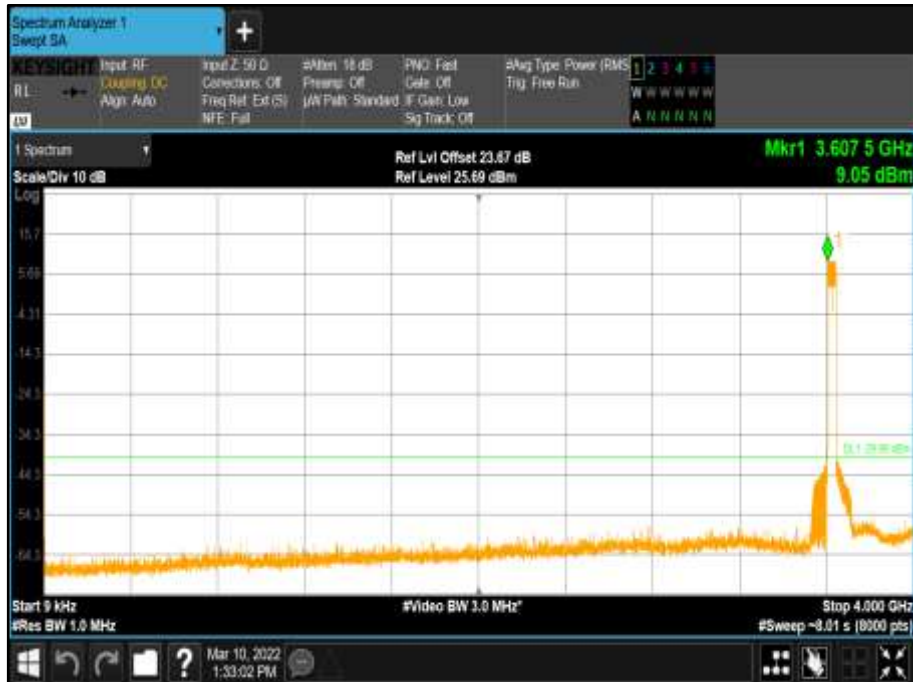 Spectrum Analyzer 1
Swept SA
+
KEYSIGHT
RL
Input: RF
Coupling: DC
Align: Auto
Input Z: 50 Ω
Corrections: Off
Freq Ref: Ext (S)
NFE: Full
#Atten: 18 dB
Preamp: Off
µW Path: Standard
PNO: Fast
Gate: Off
IF Gain: Low
Sig Track: Off
#Avg Type: Power (RMS
Trig: Free Run
1 2 3 4 5 6
W W W W W W
A N N N N N
1 Spectrum
Scale/Div 10 dB
Ref Lvl Offset 23.67 dB
Ref Level 25.69 dBm
Mkr1 3.607 5 GHz
9.05 dBm
Log
15.7
5.69
-4.31
-14.3
-24.3
-34.3
-44.3
-54.3
-64.3
1
Start 9 kHz
#Res BW 1.0 MHz
#Video BW 3.0 MHz*
Stop 4.000 GHz
#Sweep ~8.01 s (8000 pts)
?
Mar 10, 2022
1:33:02 PM